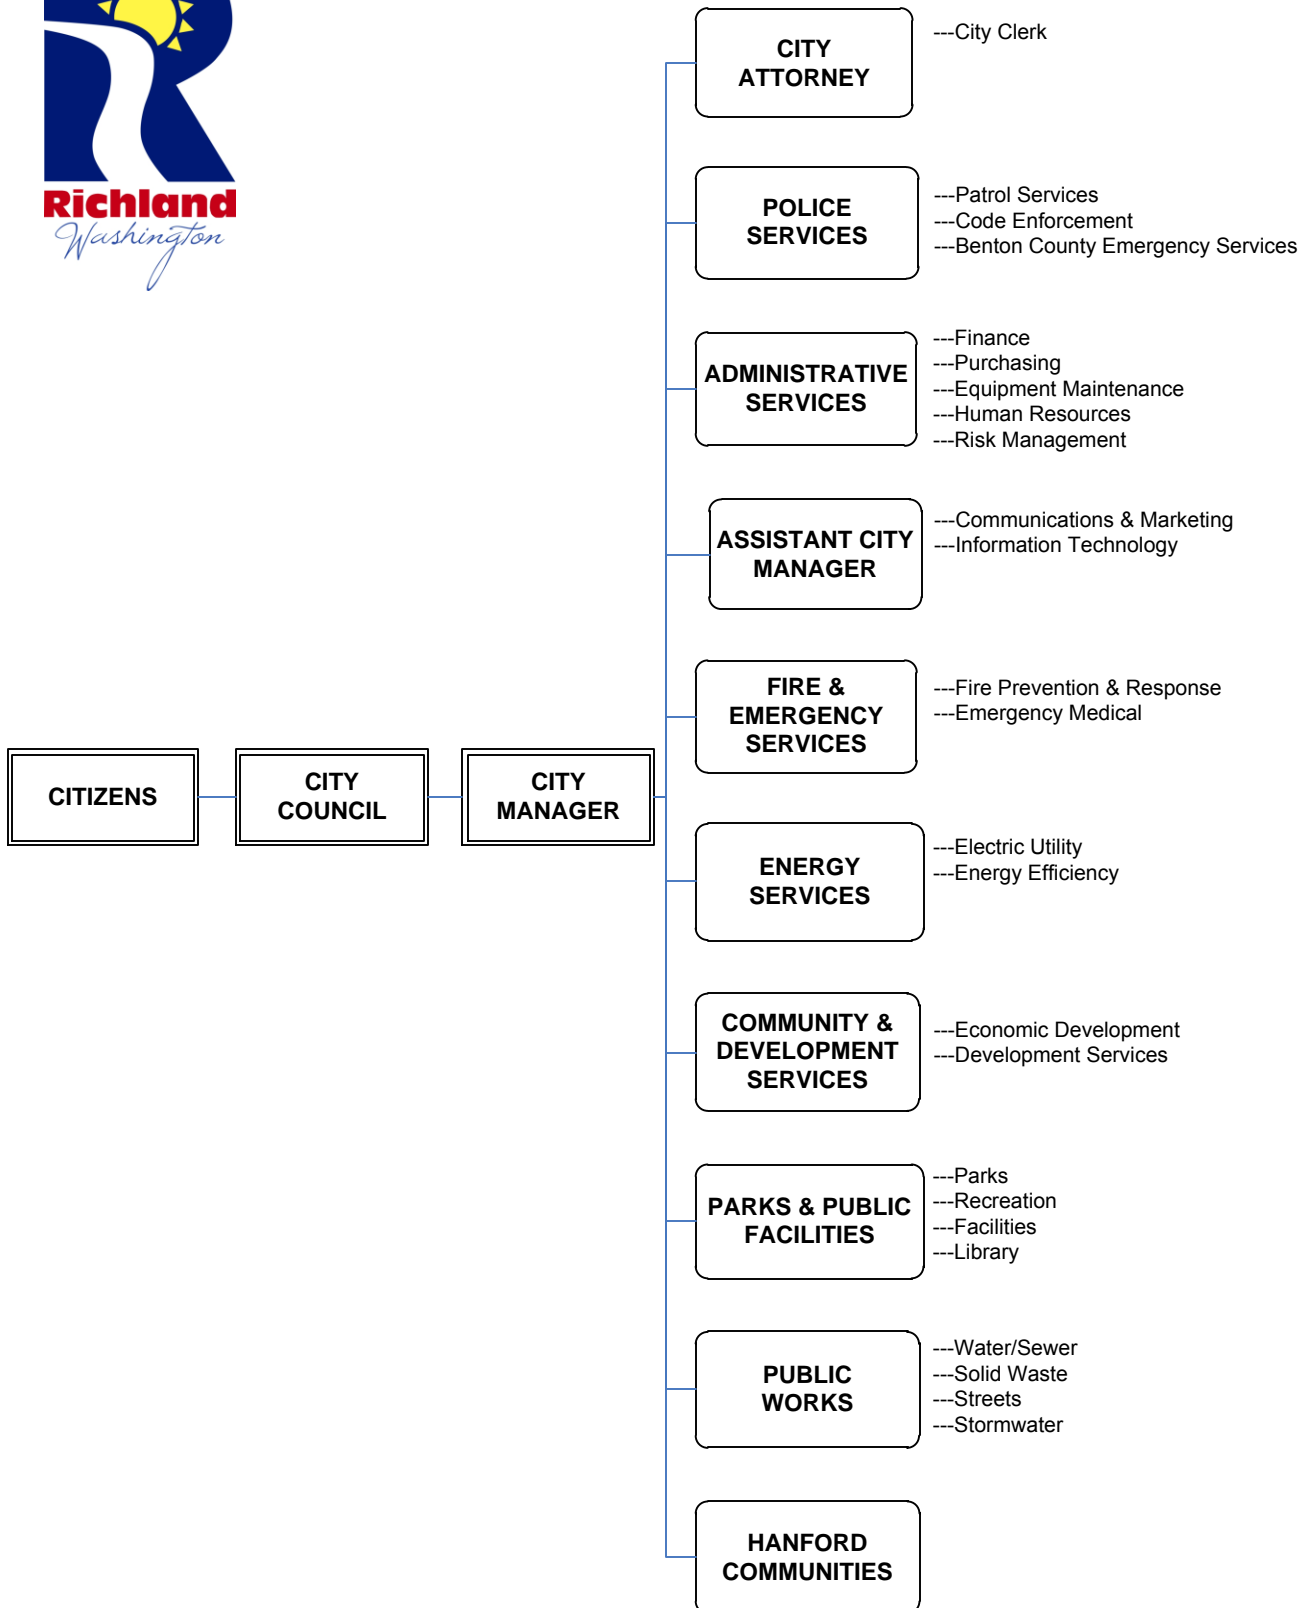 Richland
Washington
CITIZENS
CITY
COUNCIL
CITY
MANAGER
CITY
ATTORNEY
---City Clerk
POLICE
SERVICES
---Patrol Services
---Code Enforcement
---Benton County Emergency Services
ADMINISTRATIVE
SERVICES
---Finance
---Purchasing
---Equipment Maintenance
---Human Resources
---Risk Management
ASSISTANT CITY
MANAGER
---Communications & Marketing
---Information Technology
FIRE &
EMERGENCY
SERVICES
---Fire Prevention & Response
---Emergency Medical
ENERGY
SERVICES
---Electric Utility
---Energy Efficiency
COMMUNITY &
DEVELOPMENT
SERVICES
---Economic Development
---Development Services
PARKS & PUBLIC
FACILITIES
---Parks
---Recreation
---Facilities
---Library
PUBLIC
WORKS
---Water/Sewer
---Solid Waste
---Streets
---Stormwater
HANFORD
COMMUNITIES